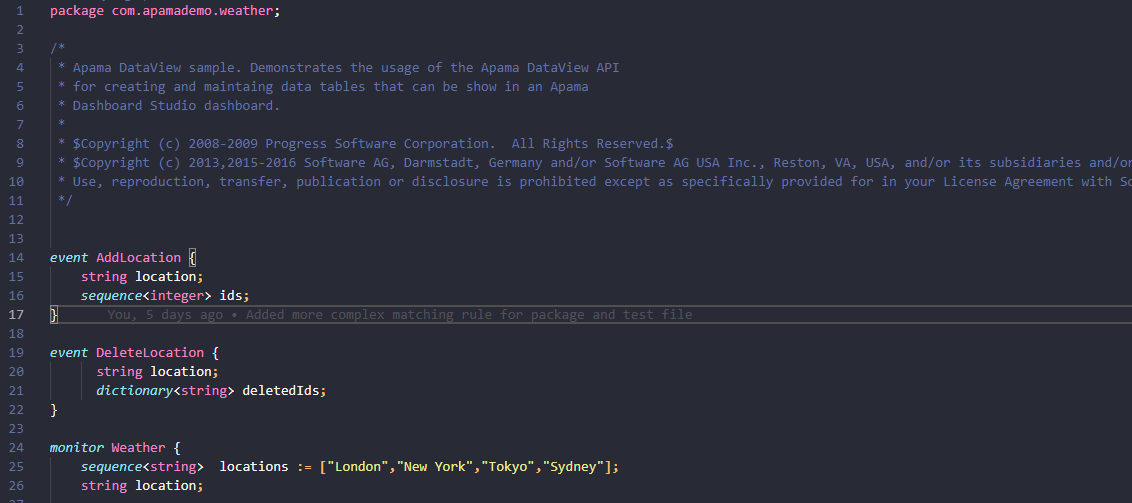 1 package com.apamademo.weather;
2
3 /*
4 * Apama DataView sample. Demonstrates the usage of the Apama DataView API
5 * for creating and maintaing data tables that can be show in an Apama
6 * Dashboard Studio dashboard.
7 *
8 * $Copyright (c) 2008-2009 Progress Software Corporation.  All Rights Reserved.$
9 * $Copyright (c) 2013,2015-2016 Software AG, Darmstadt, Germany and/or Software AG USA Inc., Reston, VA, USA, and/or its subsidiaries and/or
10 * Use, reproduction, transfer, publication or disclosure is prohibited except as specifically provided for in your License Agreement with
11 */
12
13
14 event AddLocation {
15     string location;
16     sequence<integer> ids;
17 }      You, 5 days ago • Added more complex matching rule for package and test file
18
19 event DeleteLocation {
20       string location;
21       dictionary<string> deletedIds;
22 }
23
24 monitor Weather {
25     sequence<string>  locations := ["London","New York","Tokyo","Sydney"];
26     string location;